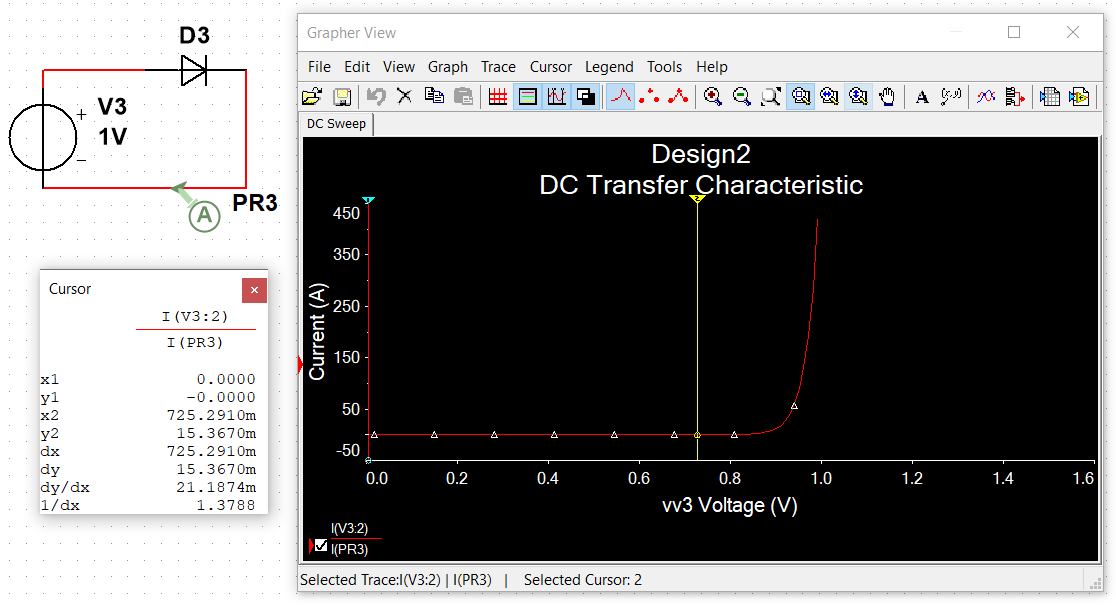 D3
+
V3
1V
−
PR3
A
Cursor
I(V3:2)
I(PR3)
x1 0.0000
y1 -0.0000
x2 725.2910m
y2 15.3670m
dx 725.2910m
dy 15.3670m
dy/dx 21.1874m
1/dx 1.3788
Grapher View
File Edit View Graph Trace Cursor Legend Tools Help
DC Sweep
Design2
DC Transfer Characteristic
1 2
Current (A)
450
350
250
150
50
-50
0.0 0.2 0.4 0.6 0.8 1.0 1.2 1.4 1.6
vv3 Voltage (V)
I(V3:2)
I(PR3)
Selected Trace:I(V3:2) | I(PR3) | Selected Cursor: 2